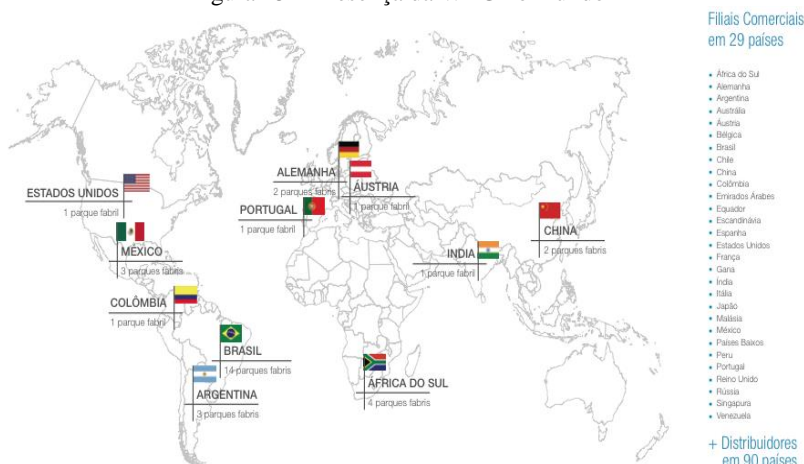 Filiais Comerciais
em 29 países
• África do Sul
• Alemanha
• Argentina
• Austrália
• Áustria
• Bélgica
• Brasil
• Chile
• China
• Colômbia
• Emirados Árabes
• Equador
• Escandinávia
• Espanha
• Estados Unidos
• França
• Gana
• Índia
• Itália
• Japão
• Malásia
• México
• Países Baixos
• Peru
• Portugal
• Reino Unido
• Rússia
• Singapura
• Venezuela
+ Distribuidores
em 90 países
ESTADOS UNIDOS
1 parque fabril
MÉXICO
3 parques fabris
COLÔMBIA
1 parque fabril
BRASIL
14 parques fabris
ARGENTINA
3 parques fabris
ALEMANHA
2 parques fabris
ÁUSTRIA
1 parque fabril
PORTUGAL
1 parque fabril
ÍNDIA
1 parque fabril
CHINA
2 parques fabris
ÁFRICA DO SUL
4 parques fabris